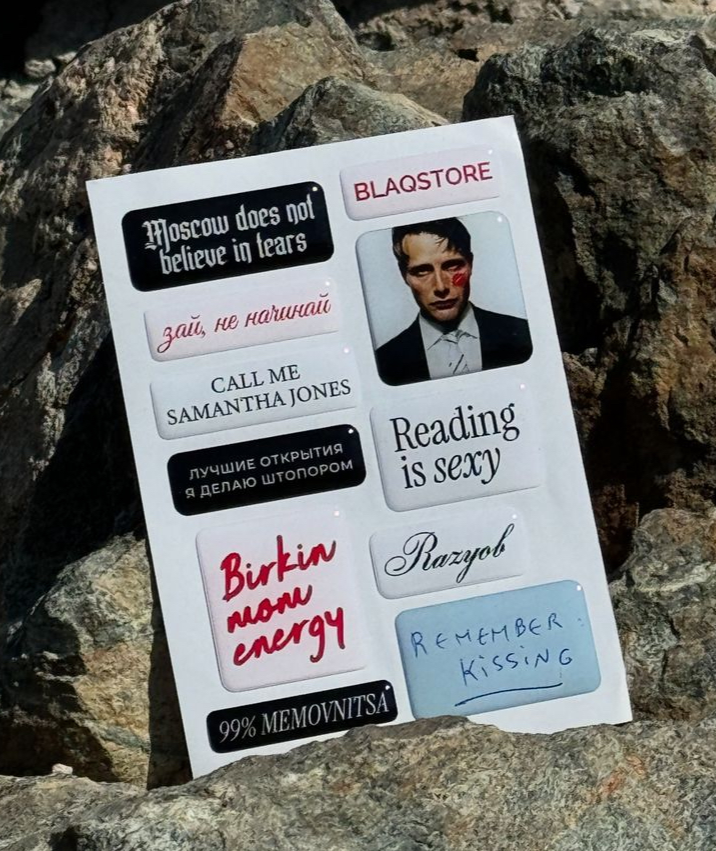 Moscow does not
believe in tears
зай, не начинай
CALL ME
SAMANTHA JONES
ЛУЧШИЕ ОТКРЫТИЯ
Я ДЕЛАЮ ШТОПОРОМ
Birkin
mom
energy
99% MEMOVNITSA
BLAQSTORE
Reading
is sexy
Razyob
REMEMBER:
KISSING